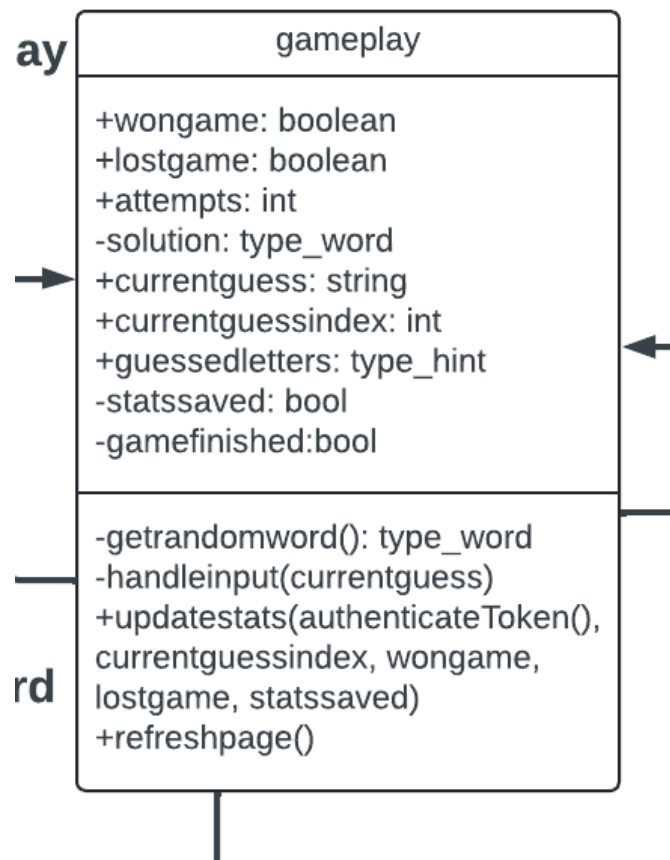 ay
gameplay
+wongame: boolean
+lostgame: boolean
+attempts: int
-solution: type_word
+currentguess: string
+currentguessindex: int
+guessedletters: type_hint
-statssaved: bool
-gamefinished:bool
-getrandomword(): type_word
-handleinput(currentguess)
+updatestats(authenticateToken(),
currentguessindex, wongame,
lostgame, statssaved)
rd
+refreshpage()